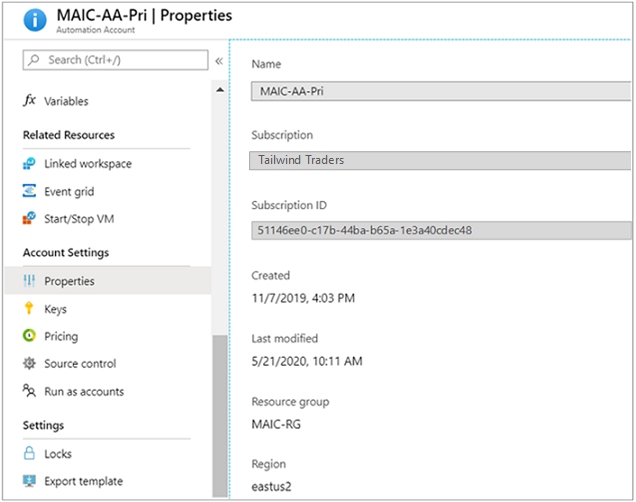 MAIC-AA-Pri | Properties
Automation Account
Search (Ctrl+/)
«
Variables
Related Resources
Linked workspace
Event grid
Start/Stop VM
Account Settings
Properties
Keys
Pricing
Source control
Run as accounts
Settings
Locks
Export template
Name
MAIC-AA-Pri
Subscription
Tailwind Traders
Subscription ID
51146ee0-c17b-44ba-b65a-1e3a40cdec48
Created
11/7/2019, 4:03 PM
Last modified
5/21/2020, 10:11 AM
Resource group
MAIC-RG
Region
eastus2